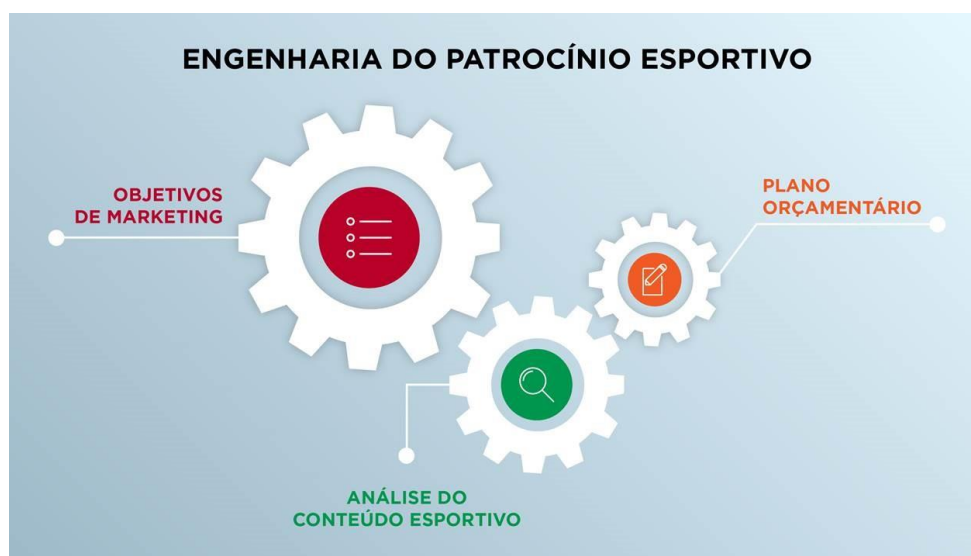 ENGENHARIA DO PATROCÍNIO ESPORTIVO
OBJETIVOS
DE MARKETING
PLANO
ORÇAMENTÁRIO
ANÁLISE DO
CONTEÚDO ESPORTIVO